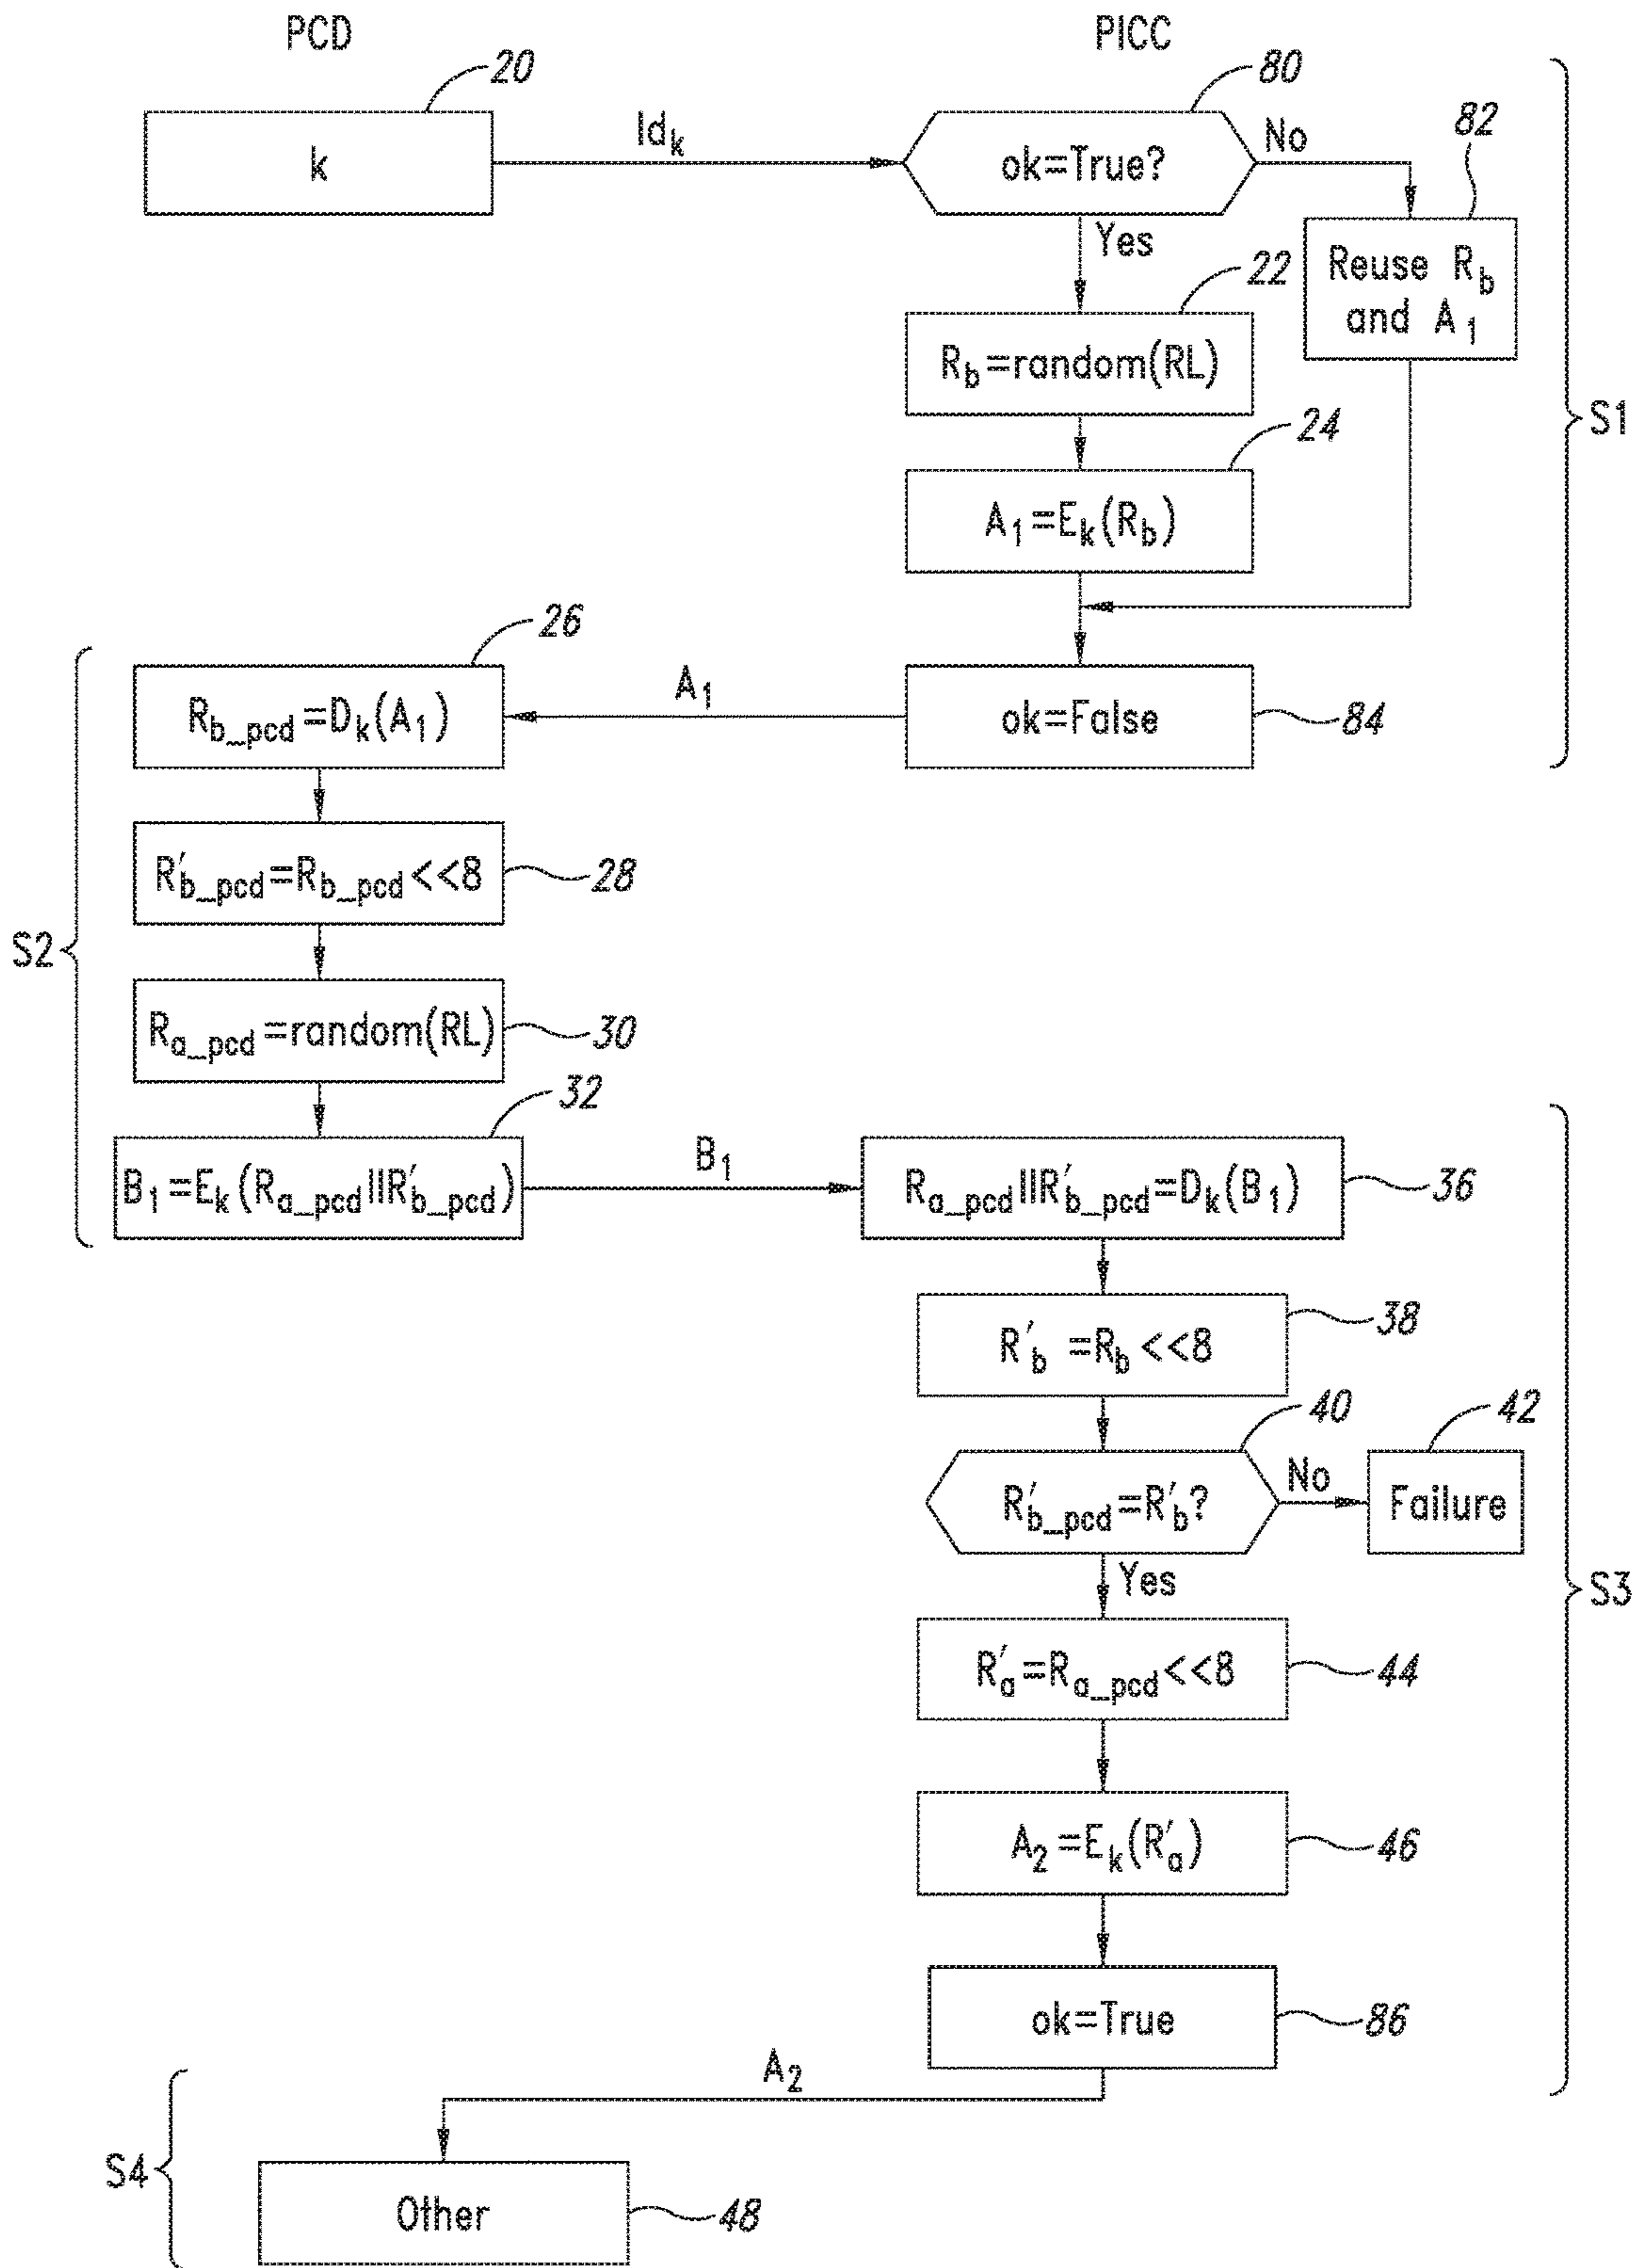 PCD
PICC
20
80
k
Id_k
ok=True?
No
82
Yes
Reuse R_b
and A_1
22
R_b=random(RL)
24
A_1=E_k(R_b)
S1
26
R_b_pcd=D_k(A_1)
A_1
ok=False
84
R'_b_pcd=R_b_pcd<<8
28
S2
R_a_pcd=random(RL)
30
32
B_1=E_k(R_a_pcd||R'_b_pcd)
B_1
R_a_pcd||R'_b_pcd=D_k(B_1)
36
R'_b=R_b<<8
38
40
42
R'_b_pcd=R'_b?
No
Failure
Yes
S3
R'_a=R_a_pcd<<8
44
A_2=E_k(R'_a)
46
ok=True
86
A_2
S4
Other
48